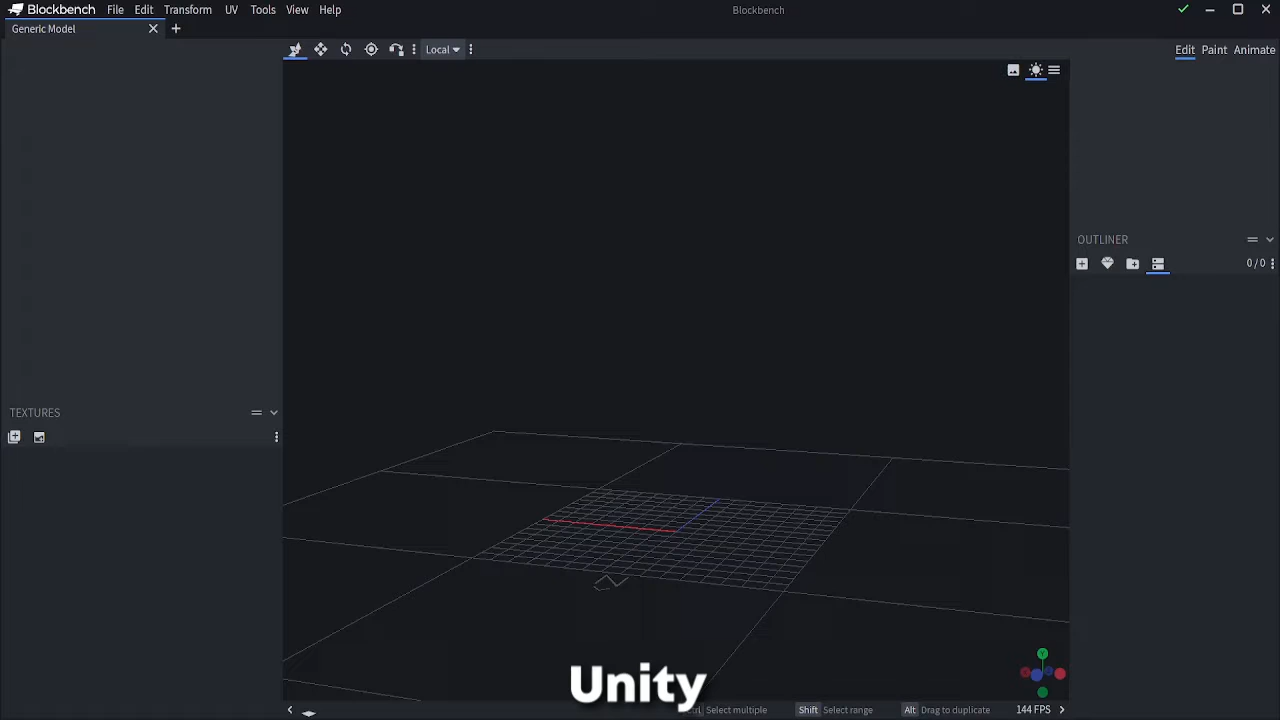 Blockbench File Edit Transform UV Tools View Help Blockbench
Generic Model
Local Edit Paint Animate
OUTLINER
0 / 0
TEXTURES
Y
Unity
Ctrl Select multiple Shift Select range Alt Drag to duplicate 144 FPS